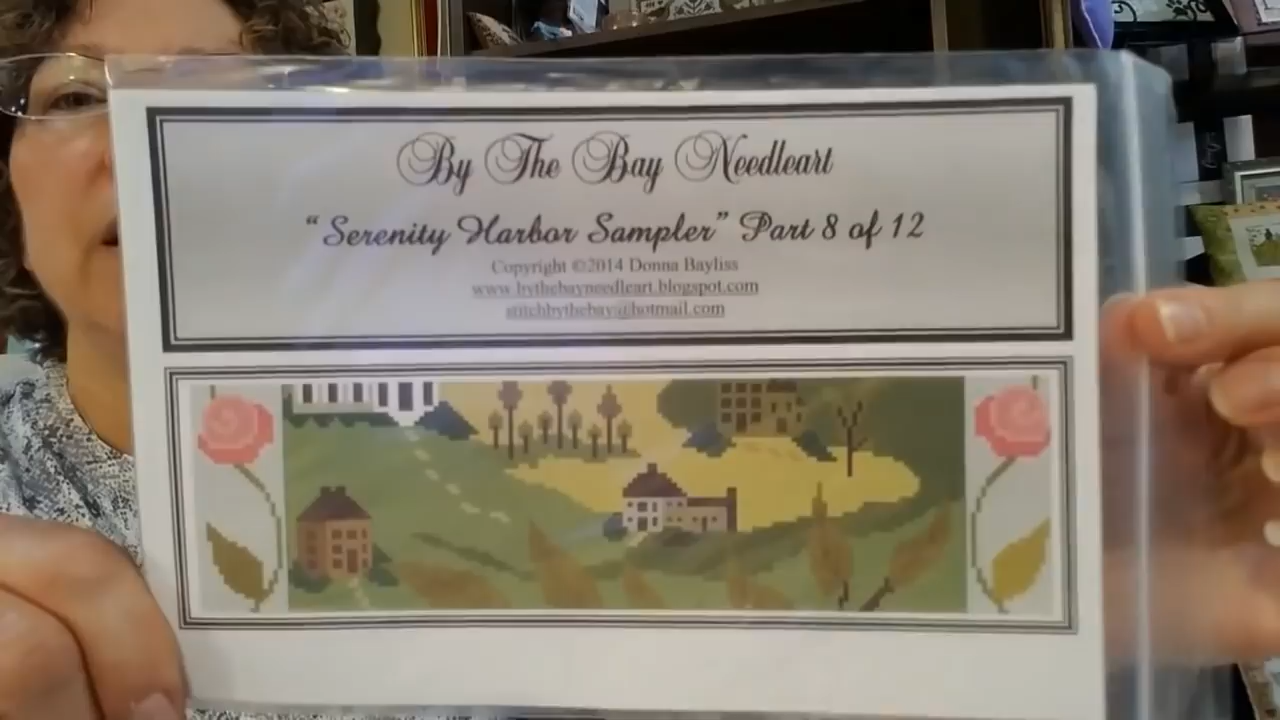 By The Bay Needleart
“Serenity Harbor Sampler” Part 8 of 12
Copyright ©2014 Donna Bayliss
www.bythebayneedleart.blogspot.com
stitchbythebay@hotmail.com